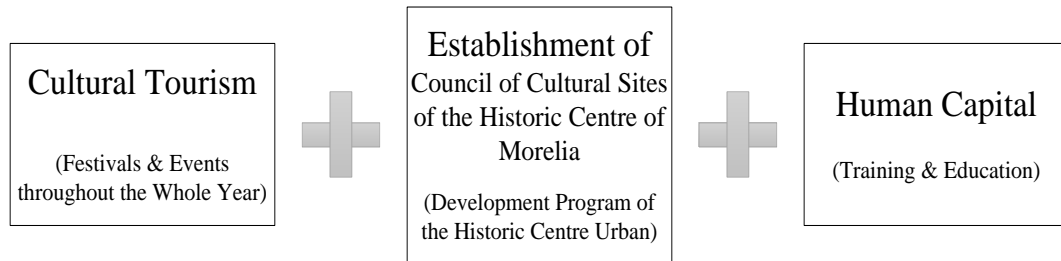 Cultural Tourism
(Festivals & Events
throughout the Whole Year)
Establishment of
Council of Cultural Sites
of the Historic Centre of
Morelia
(Development Program of
the Historic Centre Urban)
Human Capital
(Training & Education)